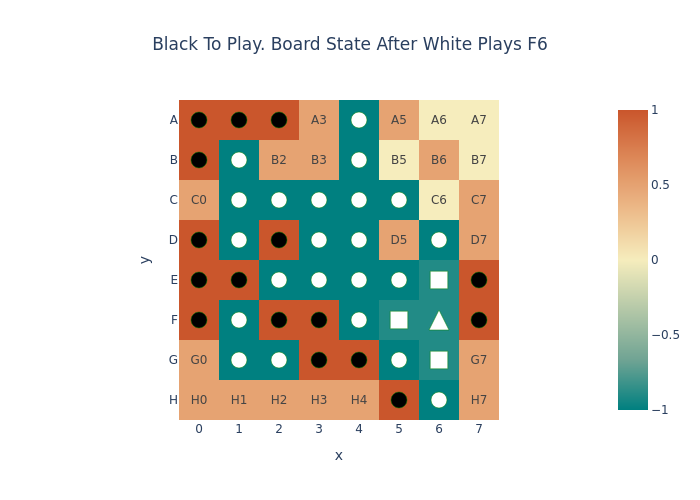 Black To Play. Board State After White Plays F6
A A3 A5 A6 A7 1
B B2 B3 B5 B6 B7
C C0 C6 C7 0.5
D D5 D7
y E 0
F −0.5
G G0 G7
H H0 H1 H2 H3 H4 H7 −1
0 1 2 3 4 5 6 7
x